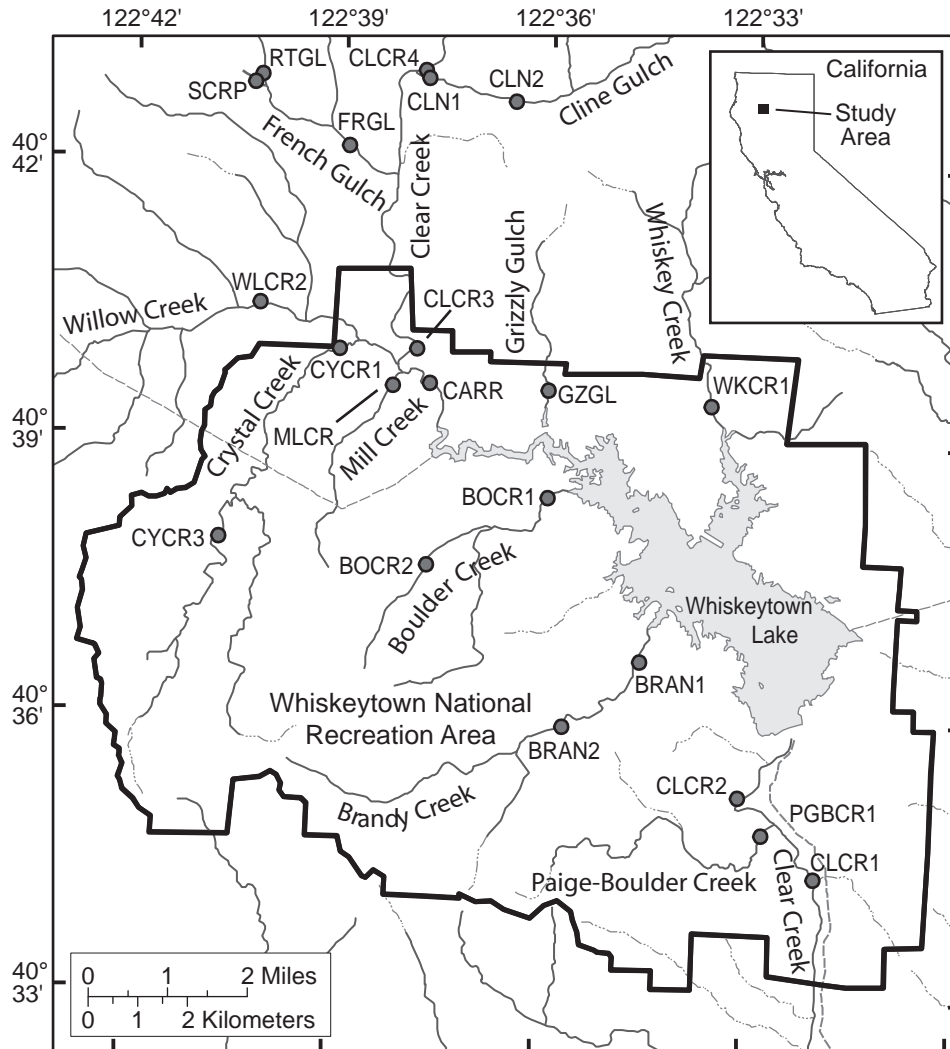 122°42'
122°39'
122°36'
122°33'
RTGL
CLCR4
SCRP
CLN1
CLN2
Cline Gulch
California
Study
Area
FRGL
French Gulch
40°
42'
Clear Creek
Grizzly Gulch
Whiskey Creek
WLCR2
CLCR3
Willow Creek
CYCR1
CARR
GZGL
WKCR1
Crystal Creek
MLCR
Mill Creek
40°
39'
BOCR1
CYCR3
BOCR2
Boulder Creek
Whiskeytown
Lake
BRAN1
40°
36'
Whiskeytown National
Recreation Area
BRAN2
CLCR2
Brandy Creek
PGBCR1
CLCR1
Paige-Boulder Creek
Clear Creek
40°
33'
0 1 2 Miles
0 1 2 Kilometers